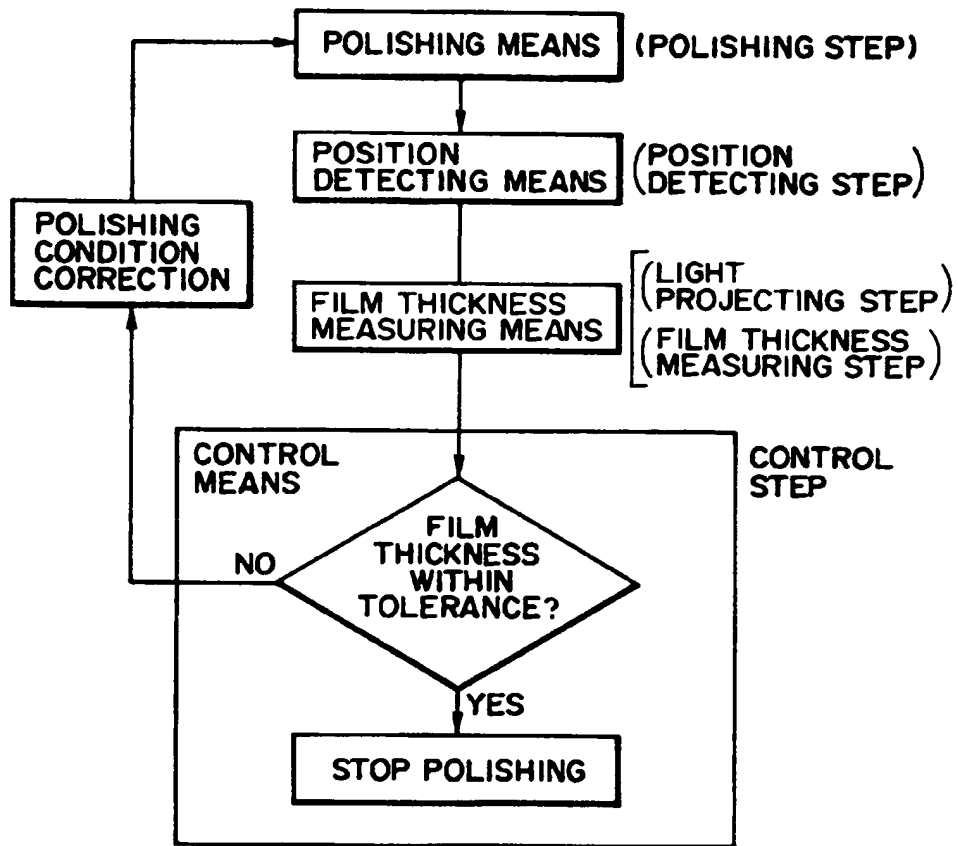 POLISHING MEANS
(POLISHING STEP)
POSITION
DETECTING MEANS
(POSITION
DETECTING STEP)
POLISHING
CONDITION
CORRECTION
FILM THICKNESS
MEASURING MEANS
(LIGHT
PROJECTING STEP)
(FILM THICKNESS
MEASURING STEP)
CONTROL
MEANS
CONTROL
STEP
FILM
THICKNESS
WITHIN
TOLERANCE?
NO
YES
STOP POLISHING